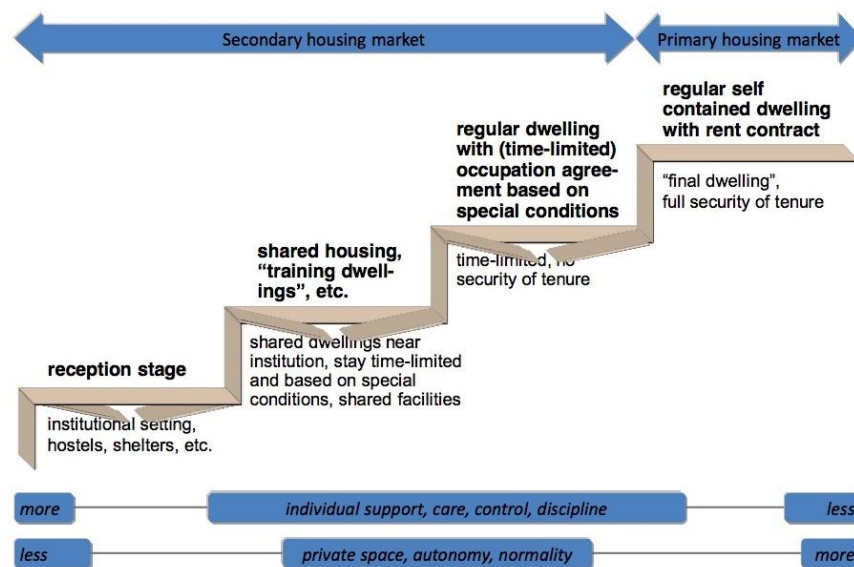 Secondary housing market
Primary housing market
regular self
contained dwelling
with rent contract
"final dwelling",
full security of tenure
regular dwelling
with (time-limited)
occupation agree-
ment based on
special conditions
time-limited, no
security of tenure
shared housing,
"training dwell-
ings", etc.
shared dwellings near
institution, stay time-limited
and based on special
conditions, shared facilities
reception stage
institutional setting,
hostels, shelters, etc.
more
individual support, care, control, discipline
less
less
private space, autonomy, normality
more